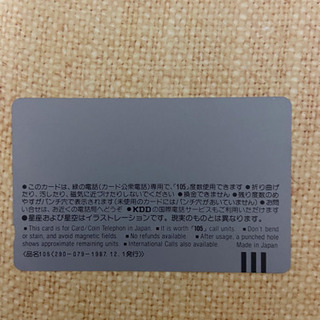 ●このカードは、緑の電話(カード公衆電話)専用で、「105」度数使用できます ●折り曲げ
たり、汚したり、磁気に近づけたりしないでください ●換金できません ●残り度数のめ
やすがパンチ穴で表示されます(未使用のカードにはパンチ穴があいていません) ●お問
い合せは、お近くの電話局へどうぞ ●KDDの国際電話サービスもご利用いただけます
●星座および星空はイラストレーションです。現実のものとは異なります。
● This card is for Card/Coin Telephon in Japan. ● It is worth "105" call units. ● Don't bend
or stain, and avoid magnetic fields. ● No refunds available. ● After usage, a punched hole
shows approximate remaining units. ● International Calls also available. Made in Japan
〈品名105(290-079-1987.12.1発行)〉